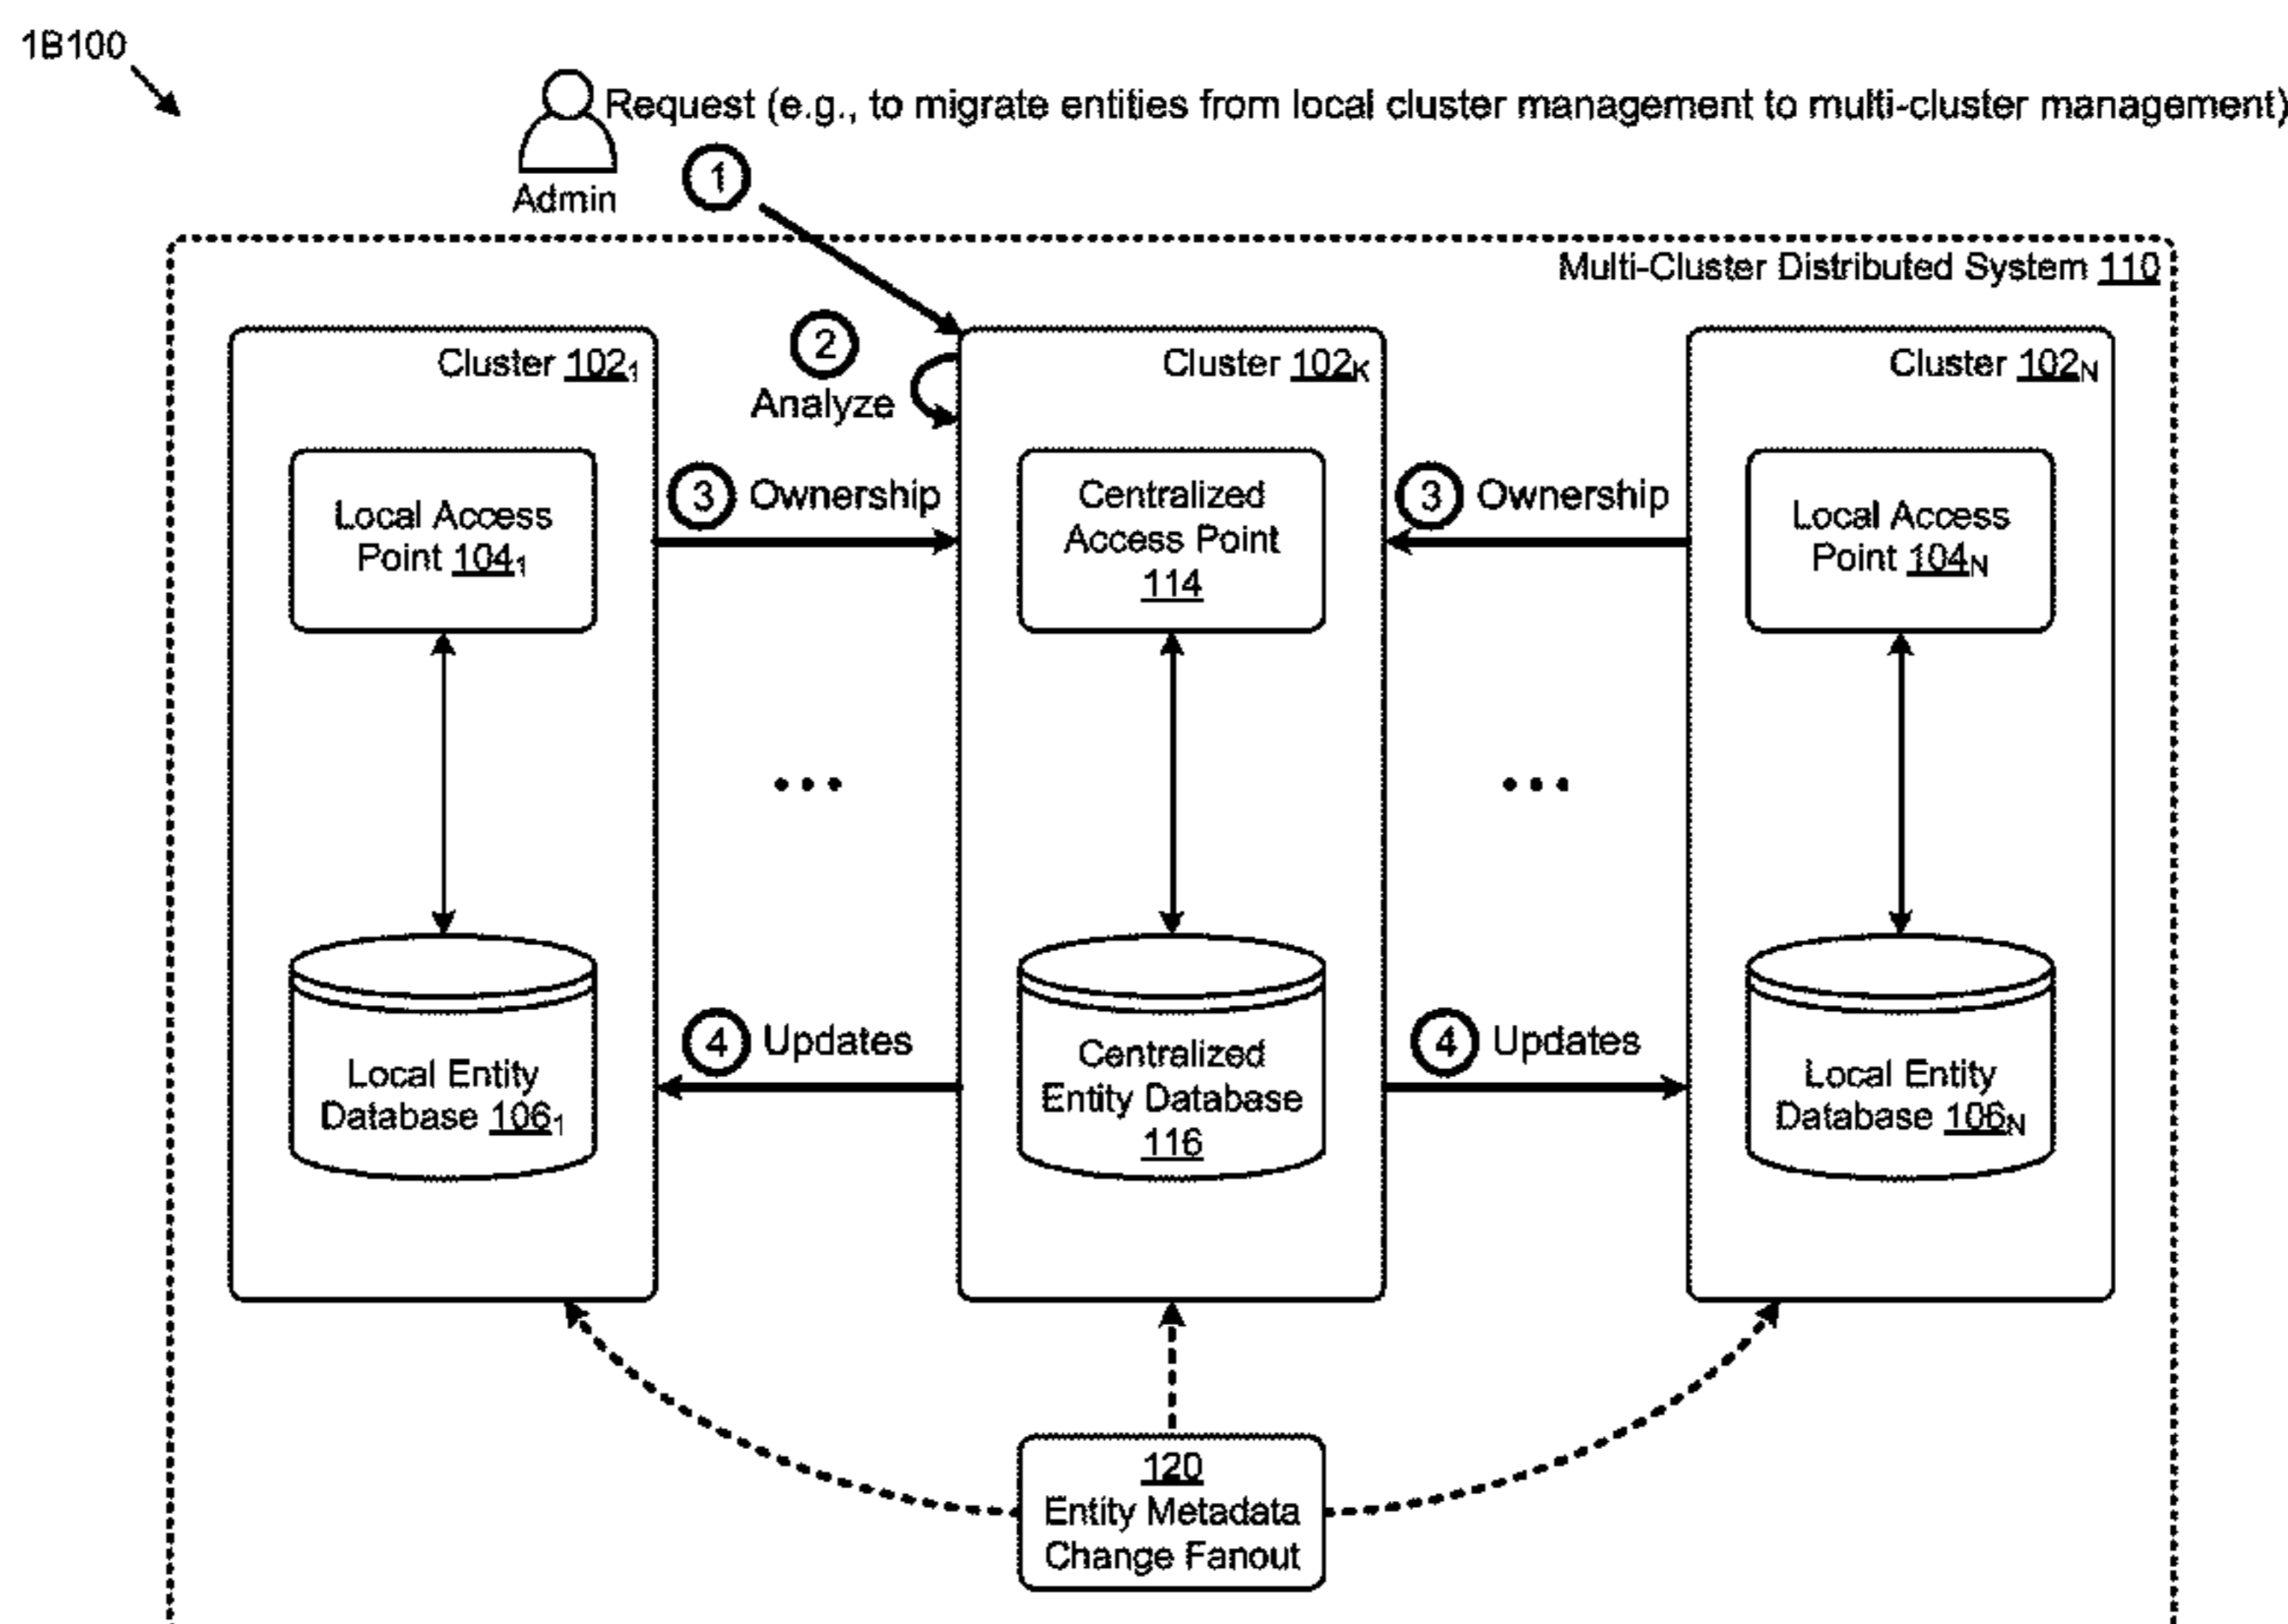 1B100
Request (e.g., to migrate entities from local cluster management to multi-cluster management)
Admin
1
Multi-Cluster Distributed System 110
2
Analyze
Cluster 102₁
Cluster 102ₖ
Cluster 102ɴ
Local Access
Point 104₁
3 Ownership
Centralized
Access Point
114
3 Ownership
Local Access
Point 104ɴ
...
...
Local Entity
Database 106₁
4 Updates
Centralized
Entity Database
116
4 Updates
Local Entity
Database 106ɴ
120
Entity Metadata
Change Fanout